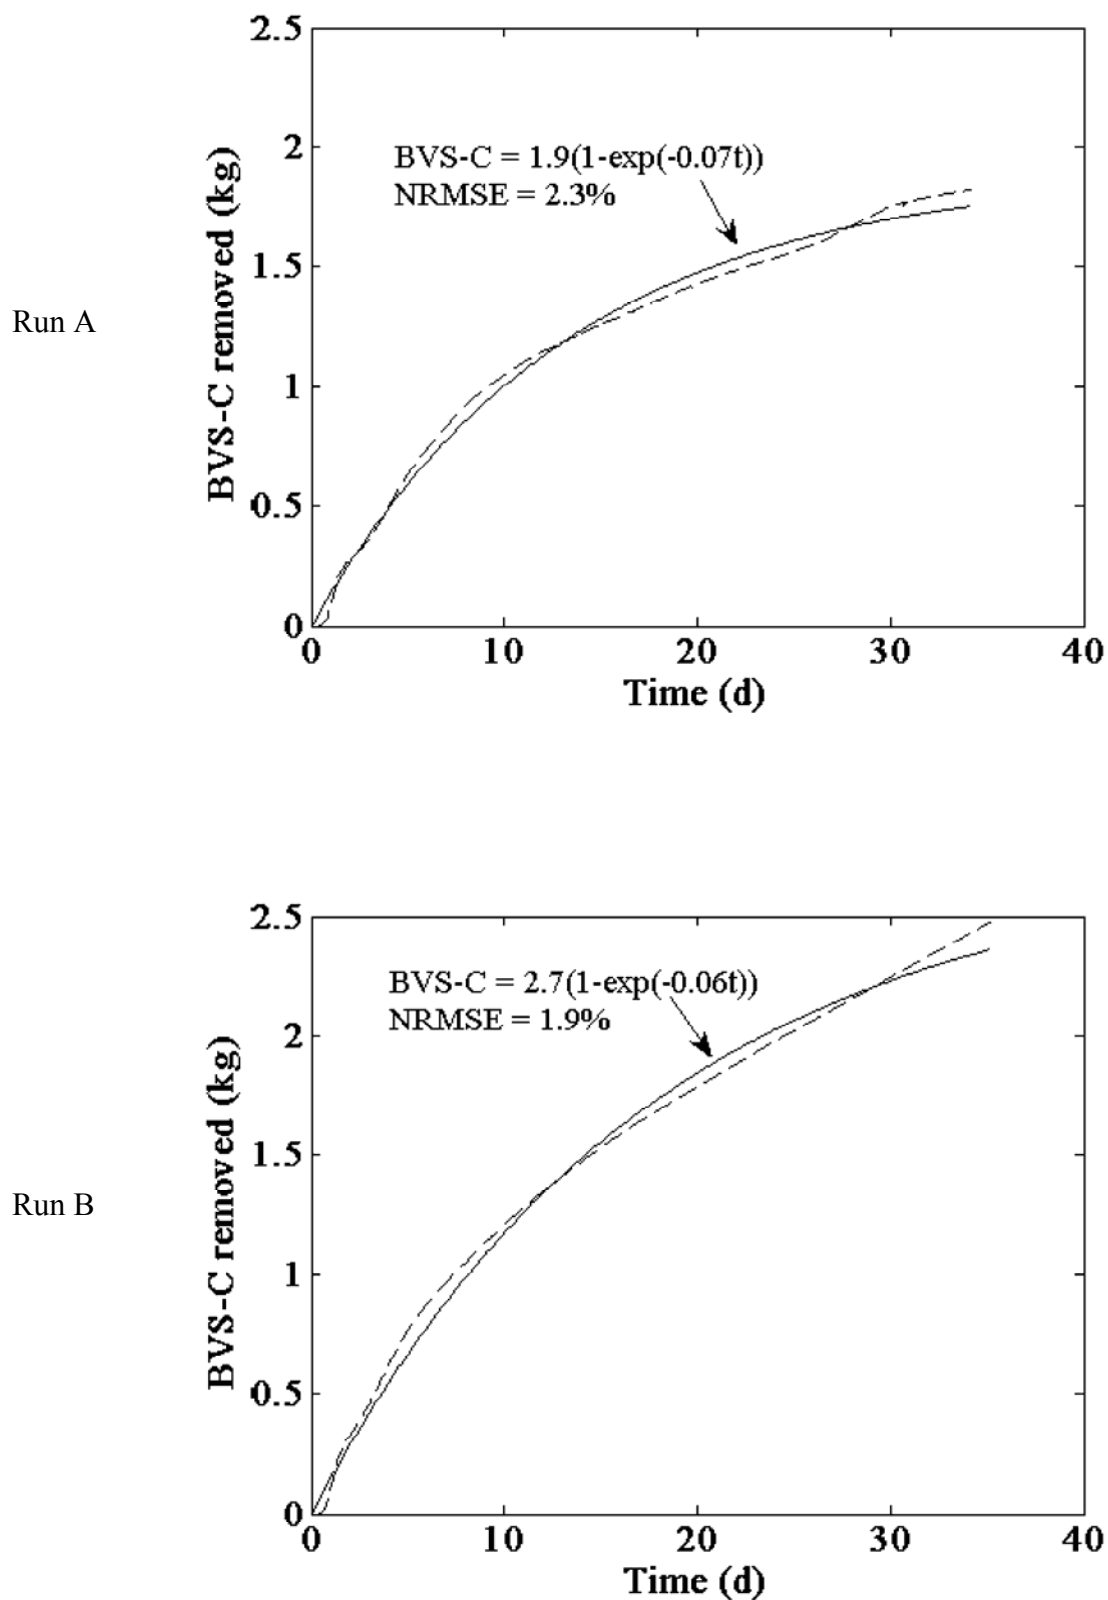 2.5
BVS-C = 1.9(1-exp(-0.07t))
NRMSE = 2.3%
2
1.5
1
0.5
0
BVS-C removed (kg)
Run A
0 10 20 30 40
Time (d)
2.5
BVS-C = 2.7(1-exp(-0.06t))
NRMSE = 1.9%
2
1.5
1
0.5
0
BVS-C removed (kg)
Run B
0 10 20 30 40
Time (d)